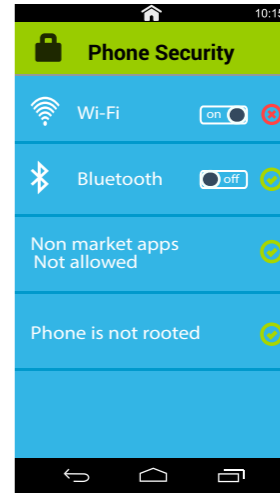 10:15
Phone Security
Wi-Fi
on
Bluetooth
off
Non market apps
Not allowed
Phone is not rooted